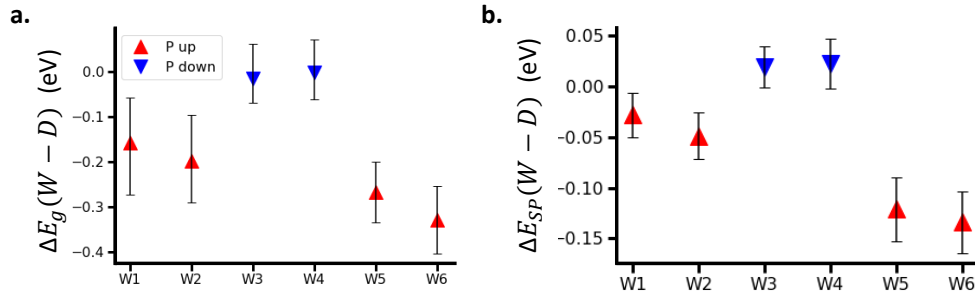 a.
P up
P down
ΔE_g(W − D) (eV)
0.0
−0.1
−0.2
−0.3
−0.4
W1 W2 W3 W4 W5 W6
b.
ΔE_SP(W − D) (eV)
0.05
0.00
-0.05
-0.10
-0.15
W1 W2 W3 W4 W5 W6